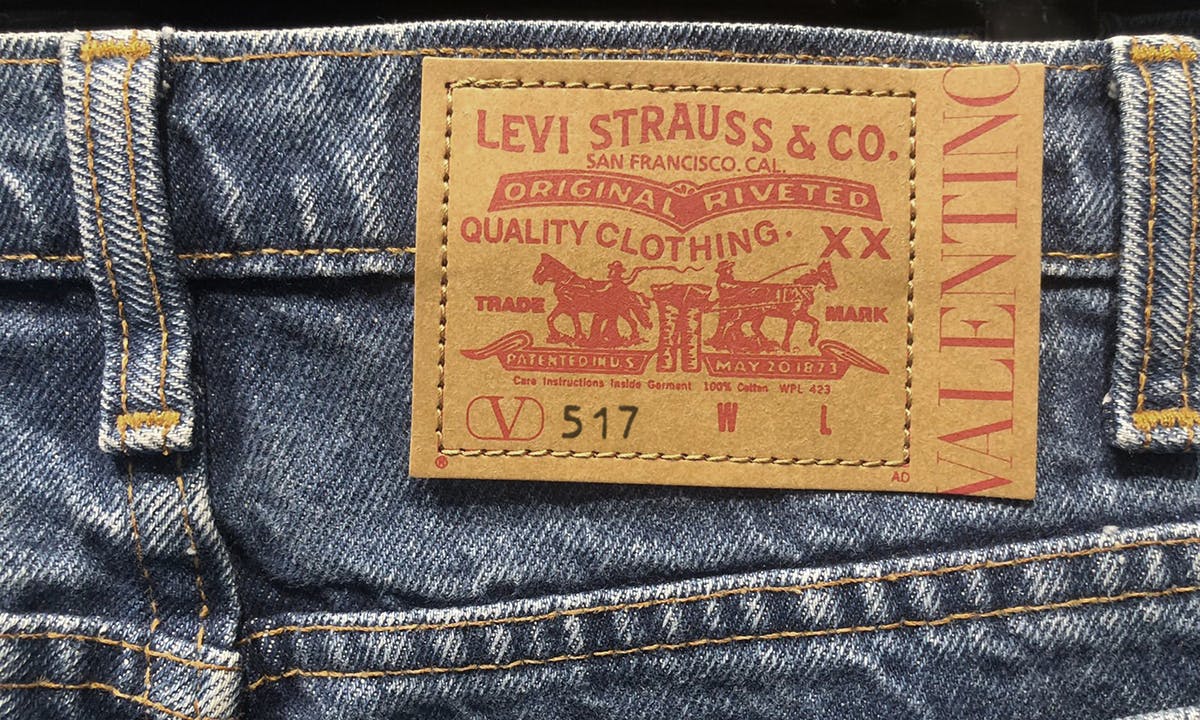 LEVI STRAUSS & CO.
SAN FRANCISCO. CAL.
ORIGINAL RIVETED
QUALITY CLOTHING. XX
TRADE MARK
PATENTED IN U.S. MAY 20 1873
Care Instructions Inside Garment 100% Cotton WPL 423
V 517 W L
® AD
VALENTINO